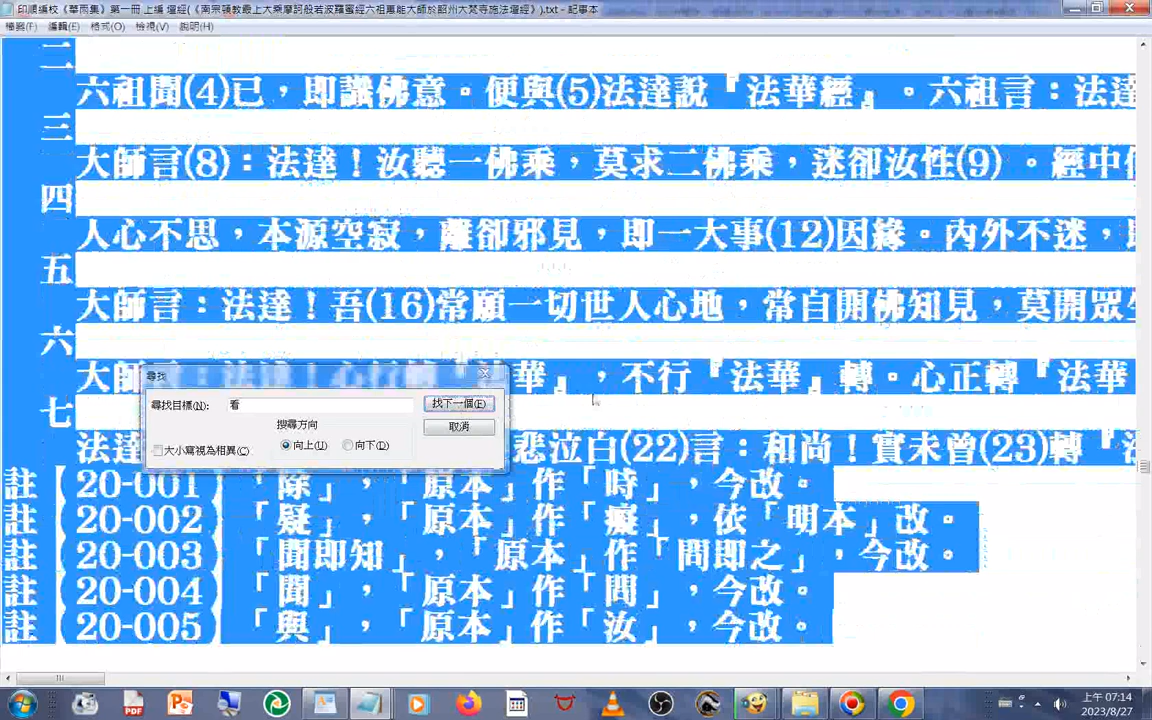 印順編校《華雨集》第一冊 上編 壇經(《南宗頓教最上大乘摩訶般若波羅蜜經六祖惠能大師於韶州大梵寺施法壇經》).txt - 記事本
檔案(F) 編輯(E) 格式(O) 檢視(V) 說明(H)
二
六祖聞(4)已，即識佛意。便與(5)法達說『法華經』。六祖言：法達
三
大師言(8)：法達！汝聽一佛乘，莫求二佛乘，迷卻汝性(9) 。經中
四
人心不思，本源空寂，離卻邪見，即一大事(12)因緣。內外不迷，
五
大師言：法達！吾(16)常願一切世人心地，常自開佛知見，莫開眾
六
大師言：法達！心行轉『法華』，不行『法華』轉。心正轉『法華
七
法達 悲泣白(22)言：和尚！實未曾(23)轉『法
尋找
尋找目標(N): 看
找下一個(F)
搜尋方向
取消
大小寫視為相異(C) 向上(U) 向下(D)
註【20-001】「除」，「原本」作「時」，今改。
註【20-002】「疑」，「原本」作「癡」，依「明本」改。
註【20-003】「聞即知」，「原本」作「問即之」，今改。
註【20-004】「聞」，「原本」作「問」，今改。
註【20-005】「與」，「原本」作「汝」，今改。
上午 07:14
2023/8/27